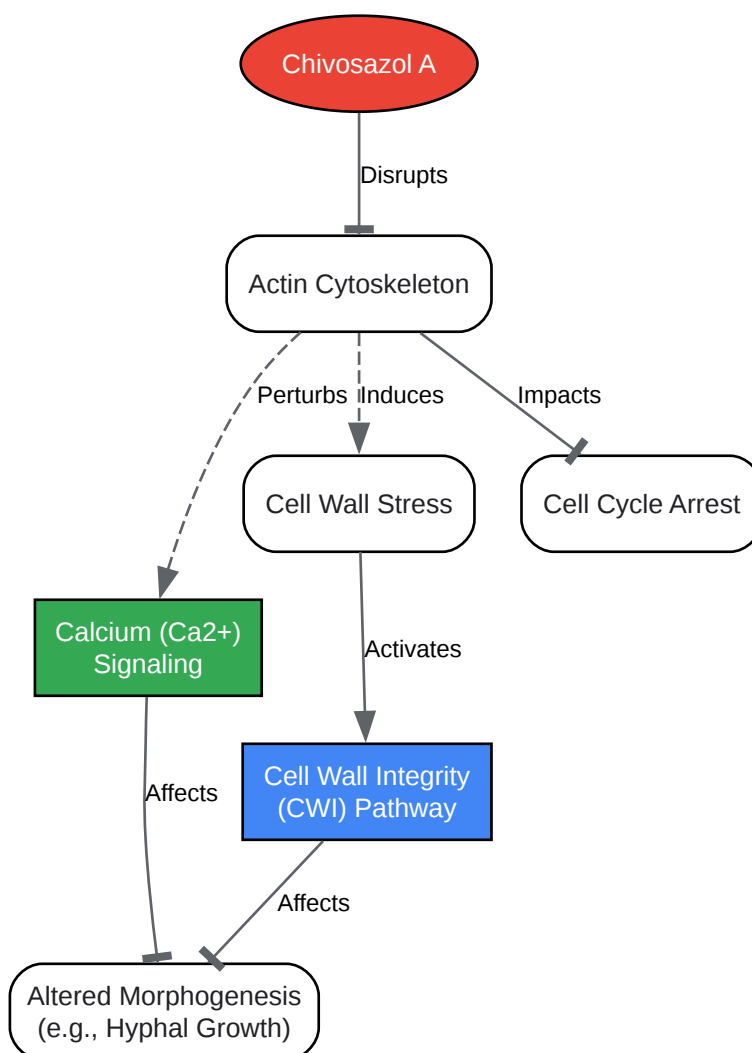 Chivosazol A
Disrupts
Actin Cytoskeleton
Perturbs
Induces
Impacts
Cell Wall Stress
Cell Cycle Arrest
Calcium (Ca2+)
Signaling
Activates
Cell Wall Integrity
(CWI) Pathway
Affects
Affects
Altered Morphogenesis
(e.g., Hyphal Growth)